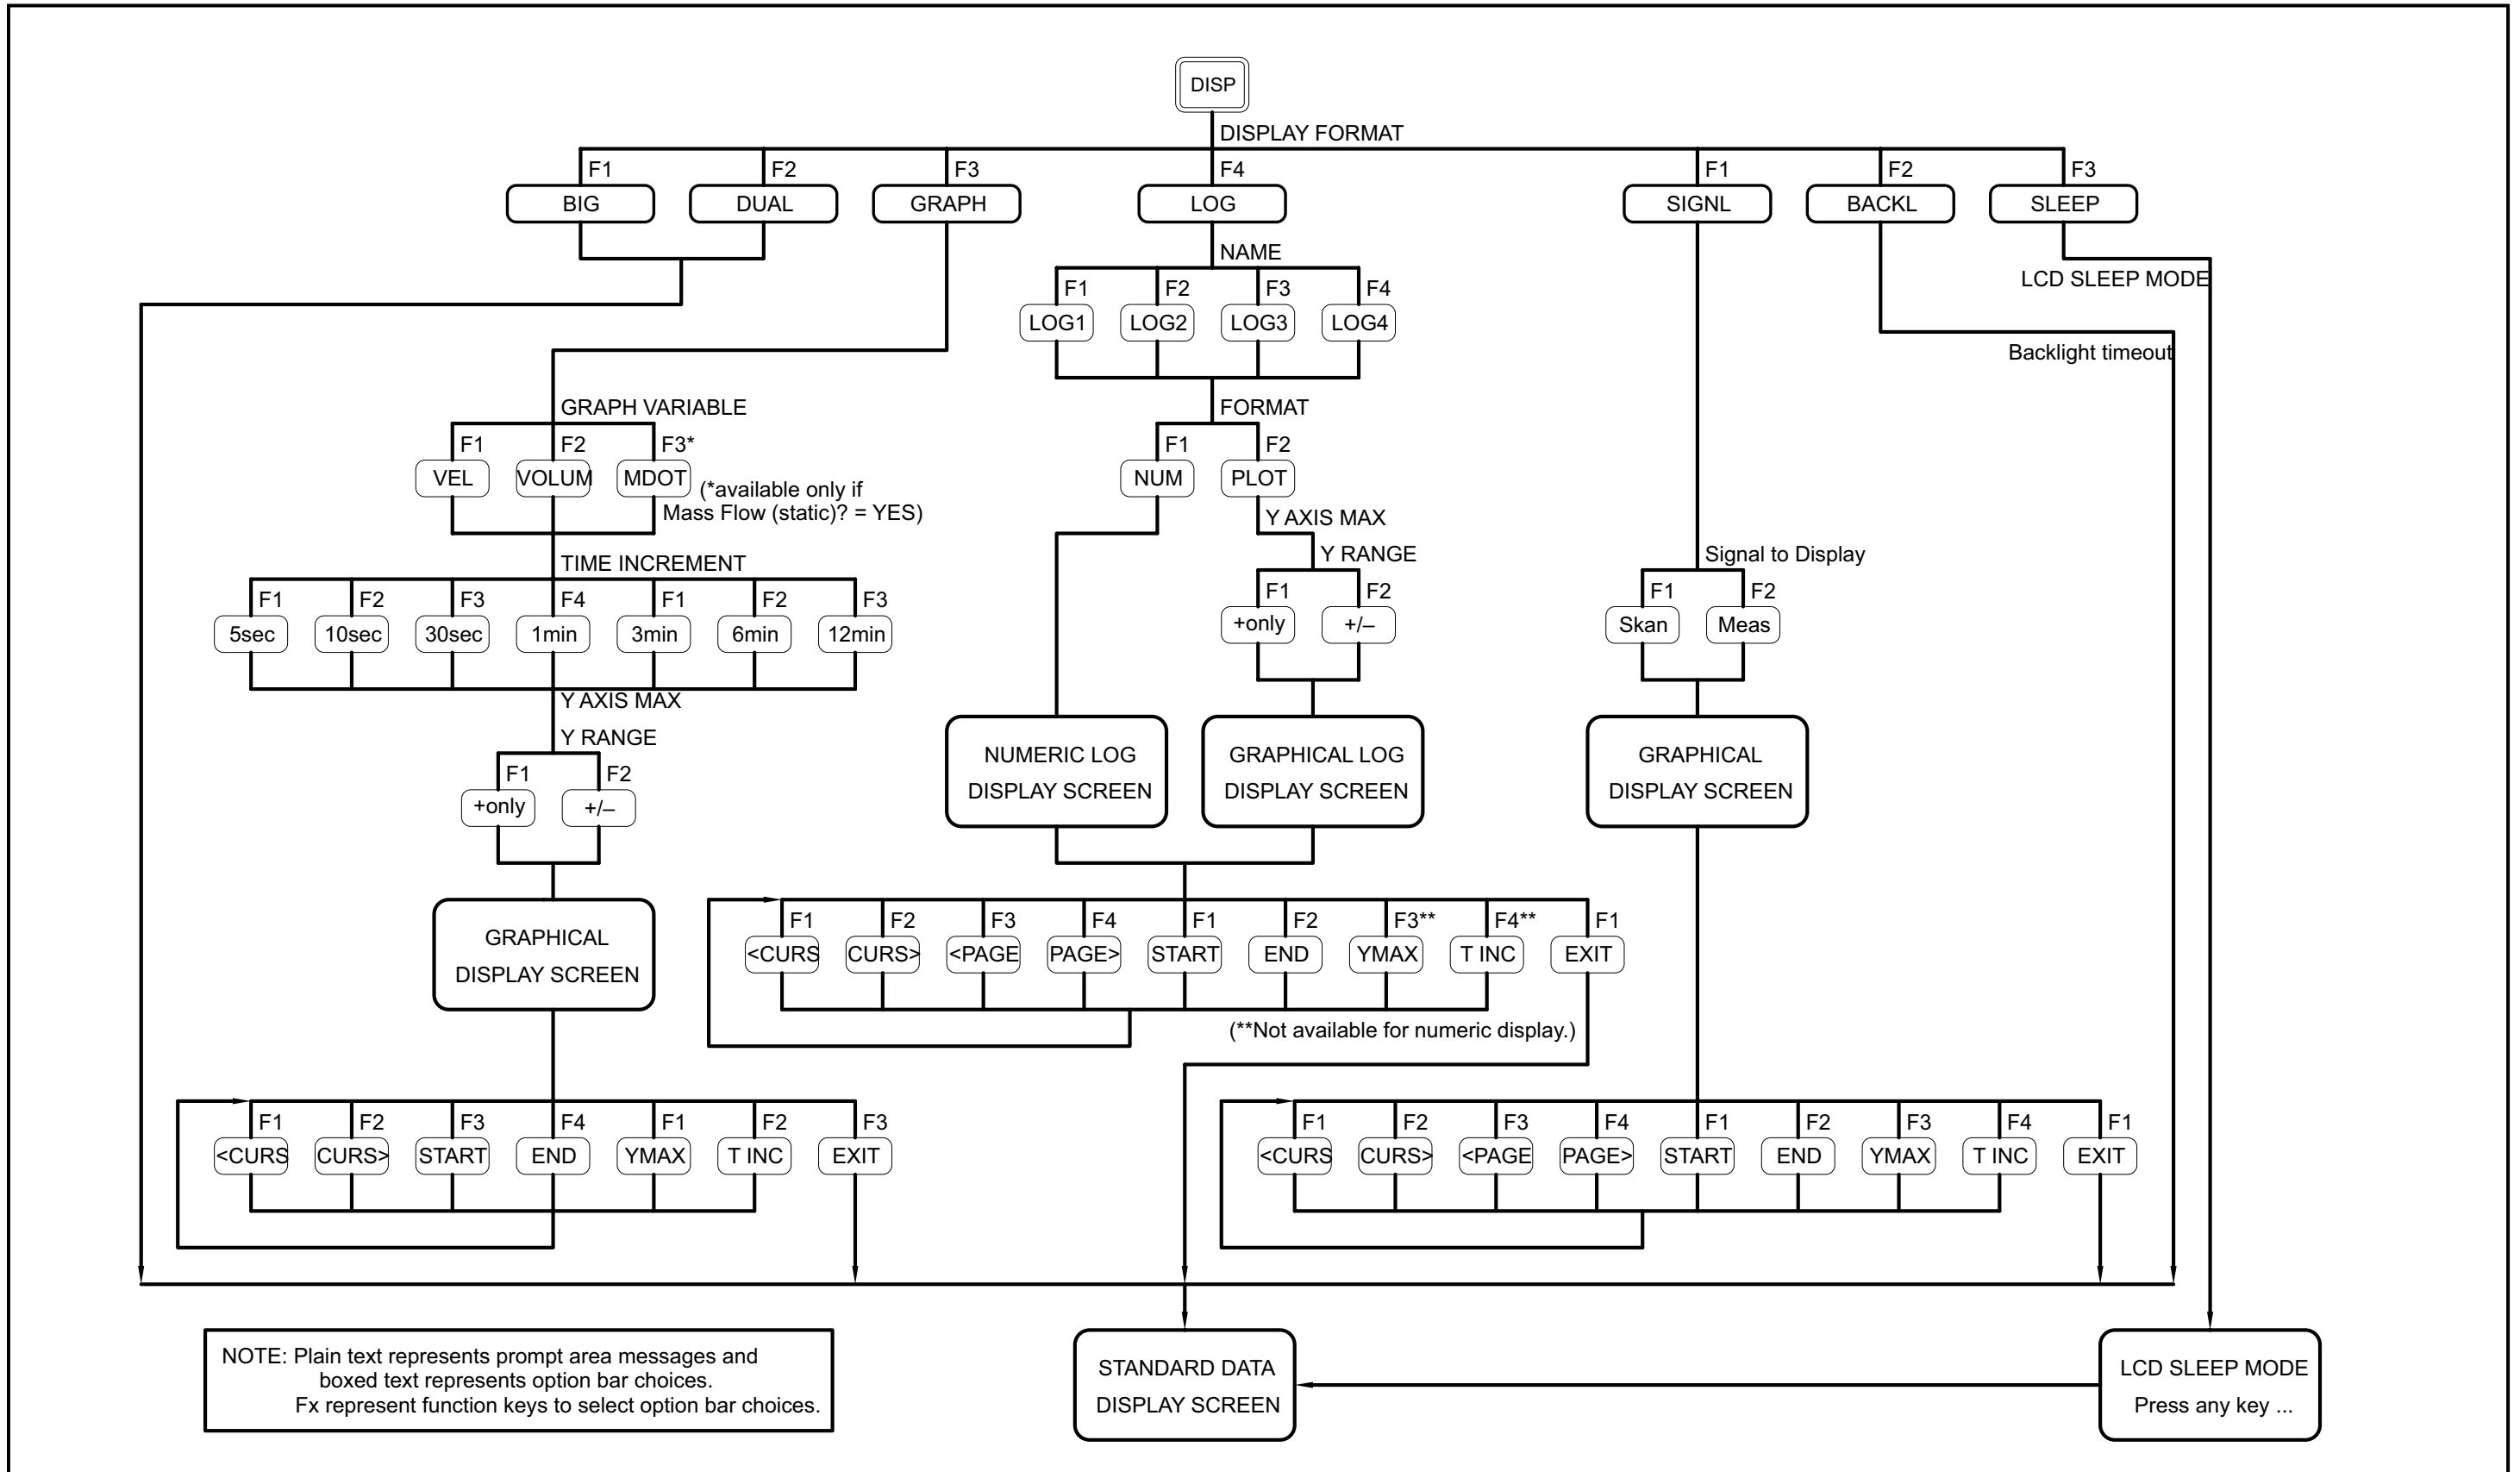 DISP
DISPLAY FORMAT
F1 F2 F3 F4 F1 F2 F3
BIG DUAL GRAPH LOG SIGNL BACKL SLEEP
NAME
LCD SLEEP MODE
F1 F2 F3 F4
LOG1 LOG2 LOG3 LOG4
Backlight timeout
GRAPH VARIABLE
F1 F2 F3*
VEL VOLUM MDOT
(*available only if
Mass Flow (static)? = YES)
FORMAT
F1 F2
NUM PLOT
Y AXIS MAX
Y RANGE
F1 F2
+only +/–
Signal to Display
F1 F2
Skan Meas
TIME INCREMENT
F1 F2 F3 F4 F1 F2 F3
5sec 10sec 30sec 1min 3min 6min 12min
Y AXIS MAX
Y RANGE
F1 F2
+only +/–
NUMERIC LOG
DISPLAY SCREEN
GRAPHICAL LOG
DISPLAY SCREEN
GRAPHICAL
DISPLAY SCREEN
GRAPHICAL
DISPLAY SCREEN
F1 F2 F3 F4 F1 F2 F3** F4** F1
<CURS CURS> <PAGE PAGE> START END YMAX T INC EXIT
(**Not available for numeric display.)
F1 F2 F3 F4 F1 F2 F3
<CURS CURS> START END YMAX T INC EXIT
F1 F2 F3 F4 F1 F2 F3 F4 F1
<CURS CURS> <PAGE PAGE> START END YMAX T INC EXIT
NOTE: Plain text represents prompt area messages and
boxed text represents option bar choices.
Fx represent function keys to select option bar choices.
STANDARD DATA
DISPLAY SCREEN
LCD SLEEP MODE
Press any key ...